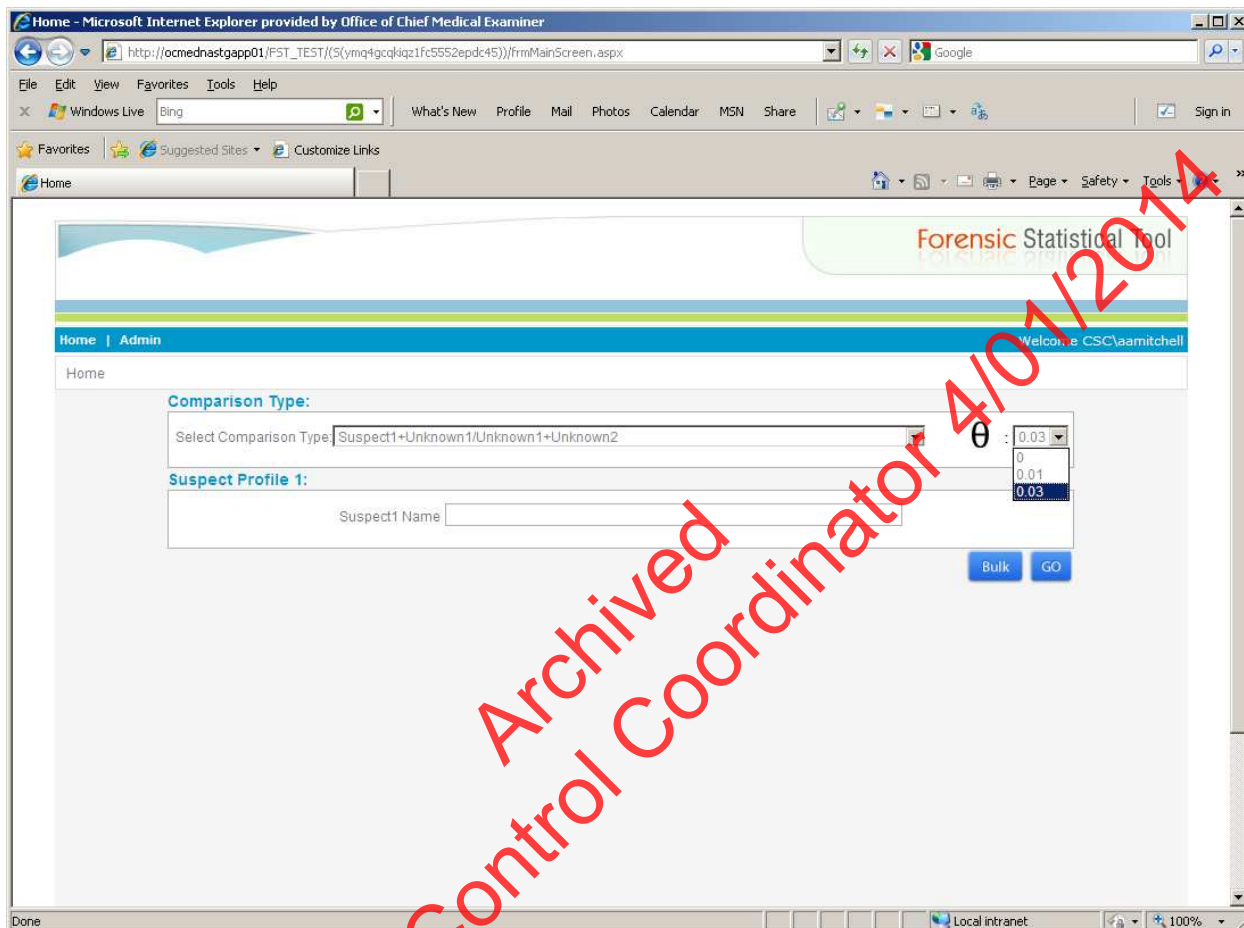 Home - Microsoft Internet Explorer provided by Office of Chief Medical Examiner
http://ocmednastgapp01/FST_TEST/(S(ymq4gcqkiqz1fc5552epdc45))/frmMainScreen.aspx
Google
File Edit View Favorites Tools Help
X Windows Live Bing What's New Profile Mail Photos Calendar MSN Share Sign in
Favorites Suggested Sites Customize Links
Home Page Safety Tools »
Forensic Statistical Tool
Home | Admin Welcome CSC\aamitchell
Home
Comparison Type:
Select Comparison Type: Suspect1+Unknown1/Unknown1+Unknown2 θ : 0.03
0
0.01
0.03
Suspect Profile 1:
Suspect1 Name
Bulk GO
Archived
Control Coordinator 4/01/2014
Done Local intranet 100%